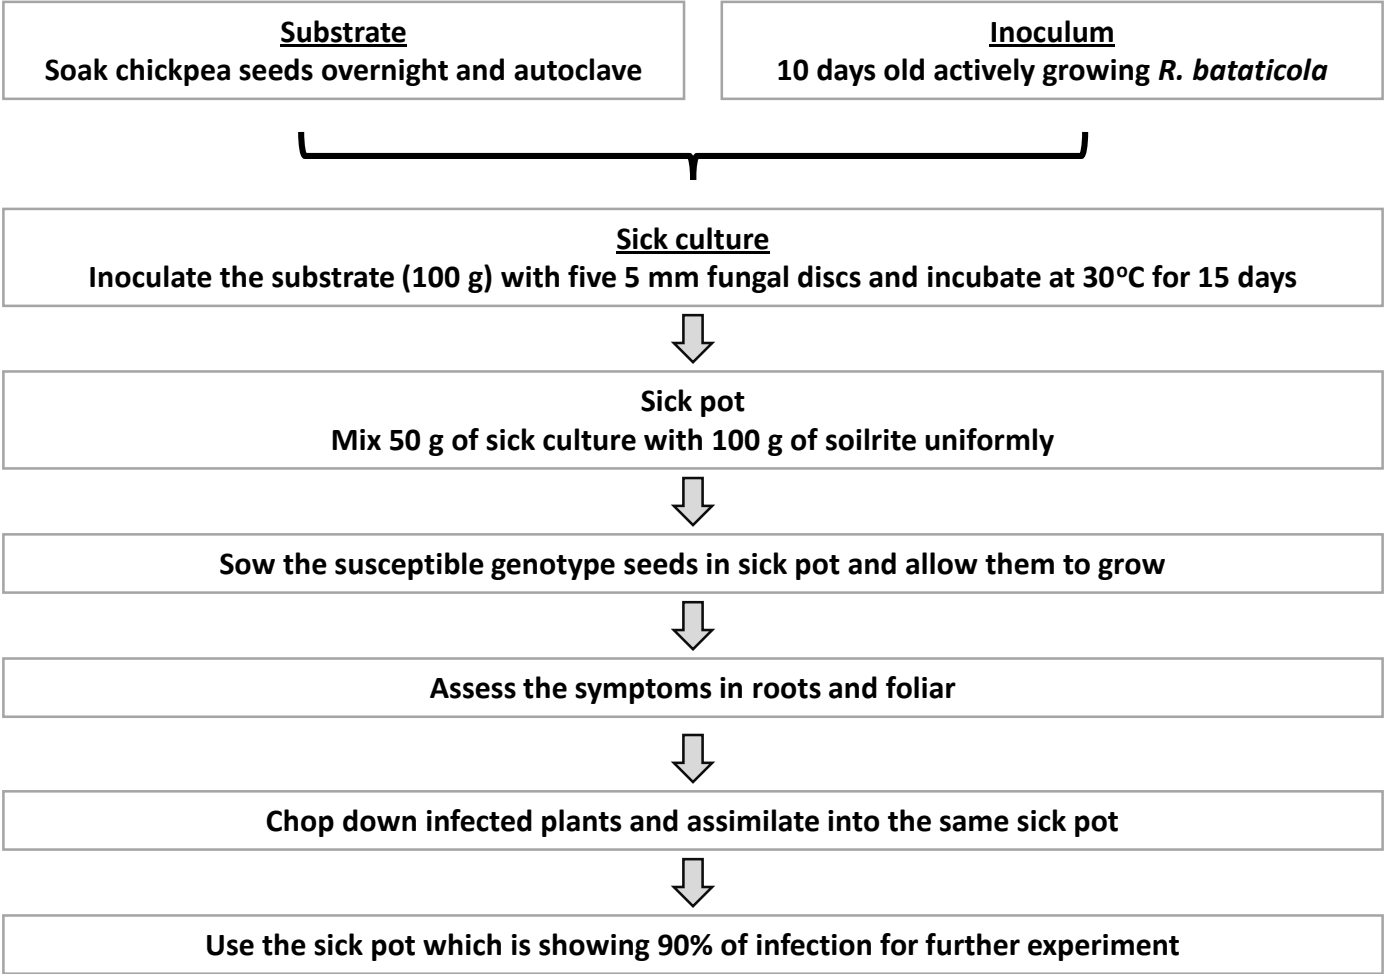 Substrate
Soak chickpea seeds overnight and autoclave
Inoculum
10 days old actively growing R. bataticola
Sick culture
Inoculate the substrate (100 g) with five 5 mm fungal discs and incubate at 30°C for 15 days
Sick pot
Mix 50 g of sick culture with 100 g of soilrite uniformly
Sow the susceptible genotype seeds in sick pot and allow them to grow
Assess the symptoms in roots and foliar
Chop down infected plants and assimilate into the same sick pot
Use the sick pot which is showing 90% of infection for further experiment